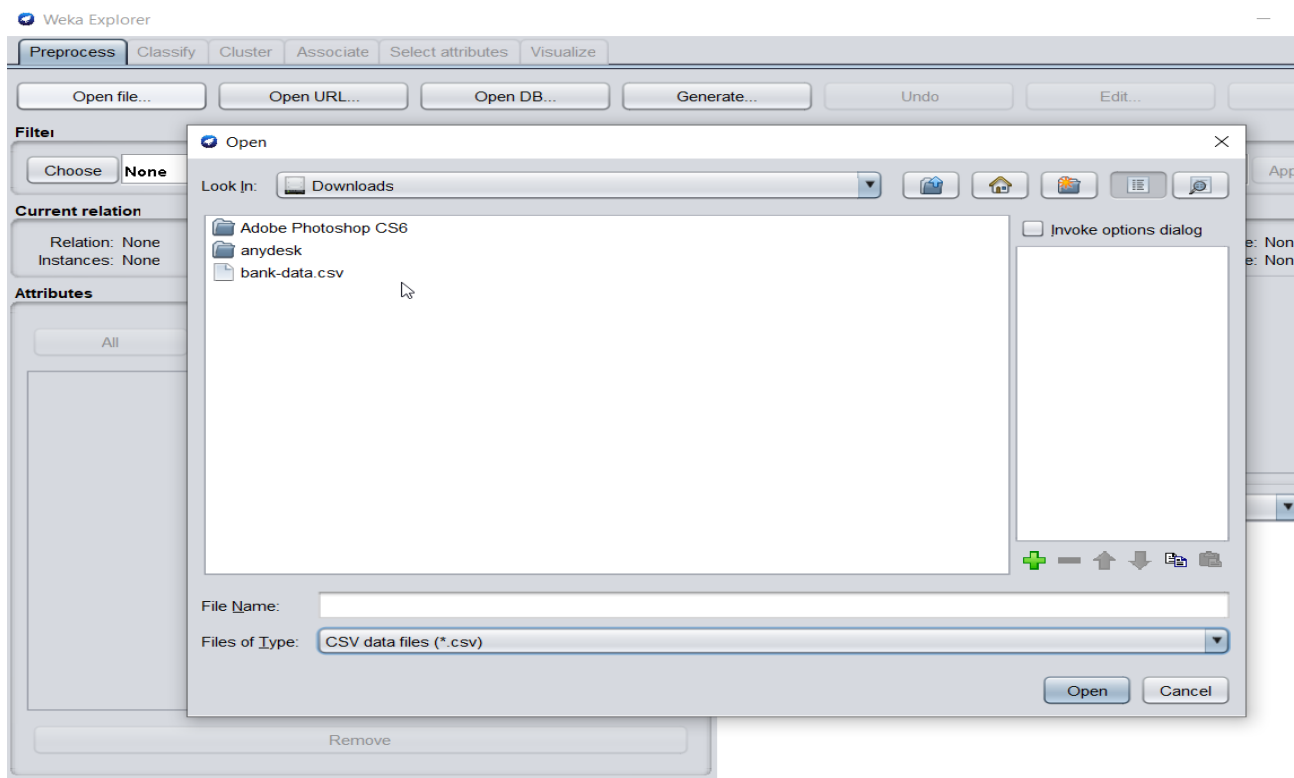 Weka Explorer
Preprocess Classify Cluster Associate Select attributes Visualize
Open file... Open URL... Open DB... Generate... Undo Edit...
Filter
Open
Choose None
App
Look In: Downloads
Current relation
Adobe Photoshop CS6
Invoke options dialog
Relation: None
e: Non
anydesk
Instances: None
e: Non
bank-data.csv
Attributes
All
File Name:
Files of Type: CSV data files (*.csv)
Open Cancel
Remove